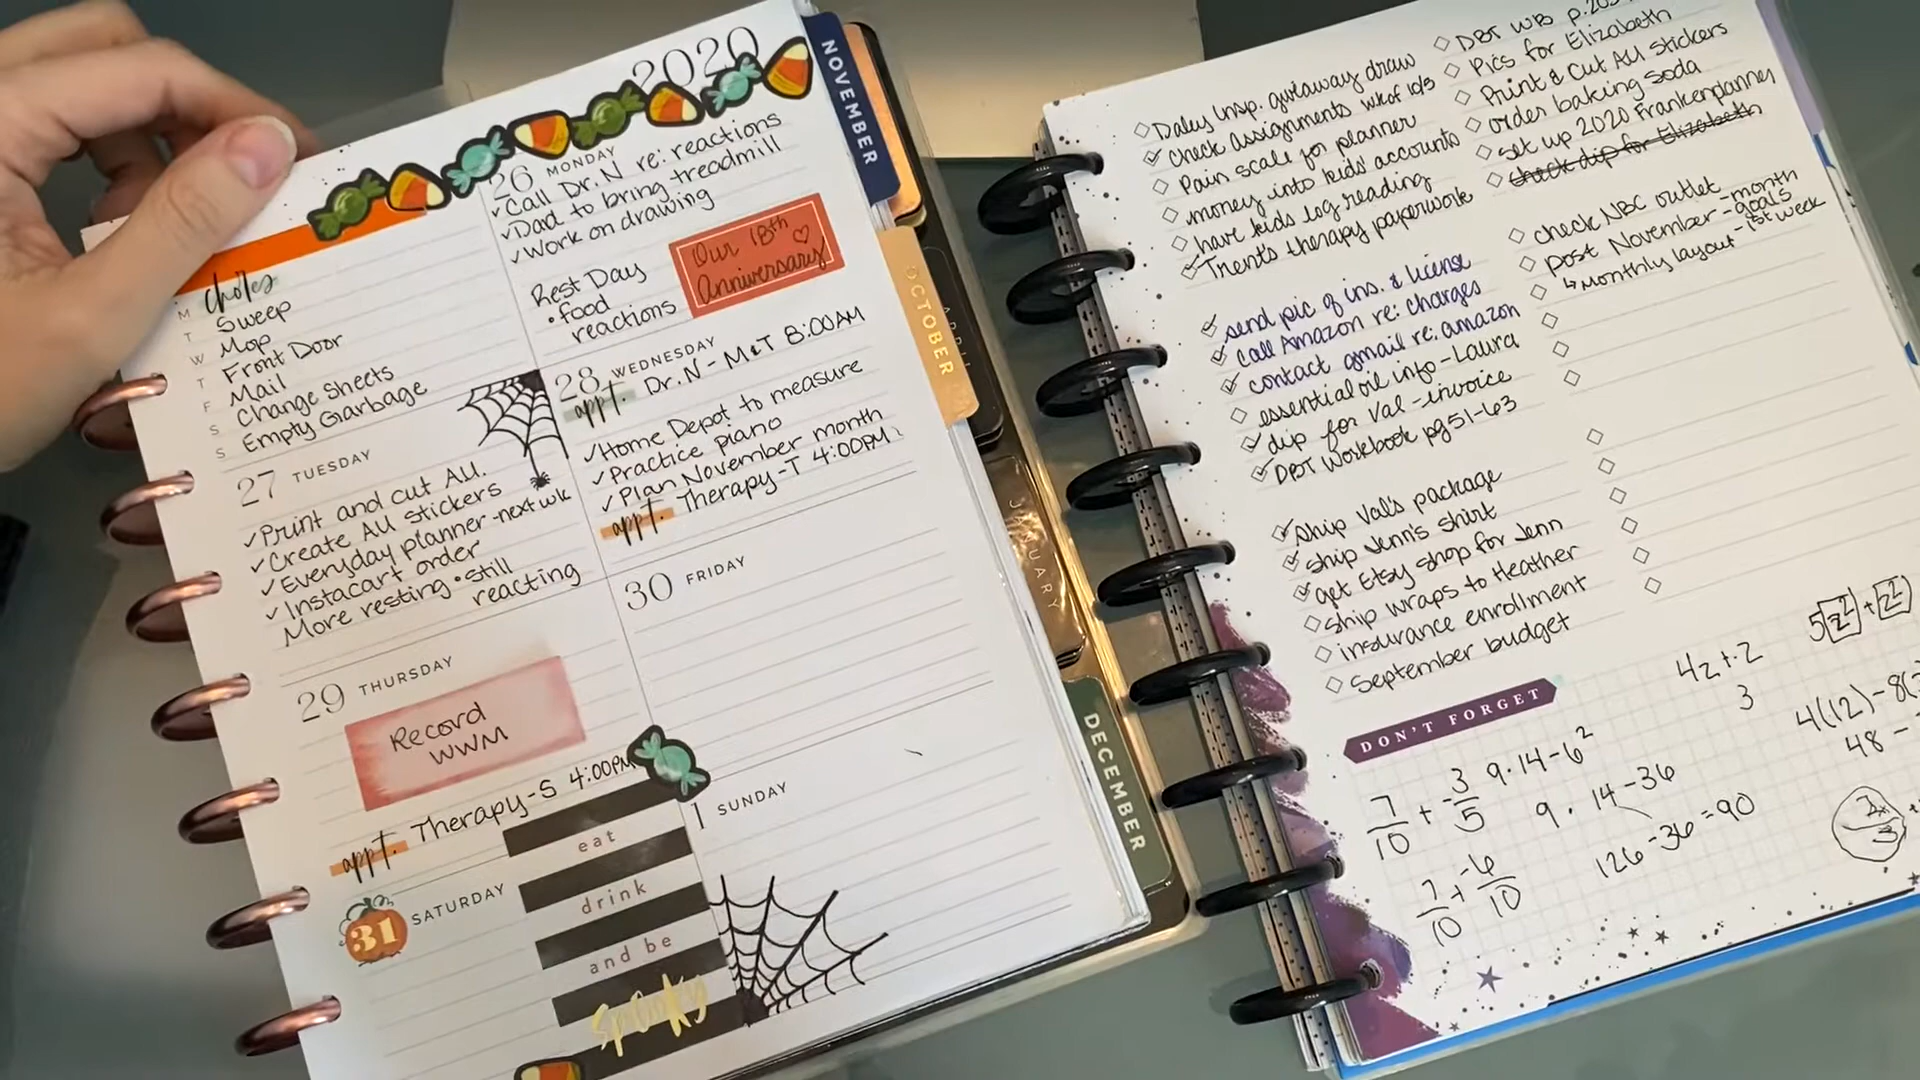 2020
NOVEMBER
OCTOBER
APRIL
JANUARY
DECEMBER
chores
M
T Sweep
W Mop
T Front Door
F Mail
S Change Sheets
S Empty Garbage
26 MONDAY
✓Call Dr. N re: reactions
✓Dad to bring treadmill
✓Work on drawing
Rest Day
•food
reactions
Our 18th
Anniversary ♡
27 TUESDAY
✓Print and cut AU.
✓Create AU stickers
✓Everyday planner-next wk
✓Instacart order
More resting •still
reacting
28 WEDNESDAY
appt. Dr. N - M&T 8:00AM
✓Home Depot to measure
✓Practice piano
✓Plan November month
appt. Therapy-T 4:00PM
29 THURSDAY
Record
WWM
appt. Therapy-S 4:00PM
30 FRIDAY
31 SATURDAY
eat
drink
and be
spooky
1 SUNDAY
Daley Insp. giveaway draw
check assignments wk of 10/3
Pain scale for planner
money into kids' accounts
have kids log reading
Trent's therapy paperwork
send pic of ins. & license
call Amazon re: charges
contact gmail re: amazon
essential oil info-Laura
dip for Val-invoice
DBT Workbook pg 51-63
Ship Val's package
ship Jenn's shirt
get Etsy shop for Jenn
ship wraps to Heather
insurance enrollment
September budget
DBT WB
Pics for Elizabeth
Print & Cut AU stickers
order baking soda
set up 2020 Frankenplanner
check dip for Elizabeth
check NBC outlet
post November -month
-goals
↳monthly layout -1st week
DON'T FORGET
7/10 + -3/5
7/10 + -6/10
9·14-6²
9·14-36
126-36=90
4z+·2
3
4(12)-8(
48-